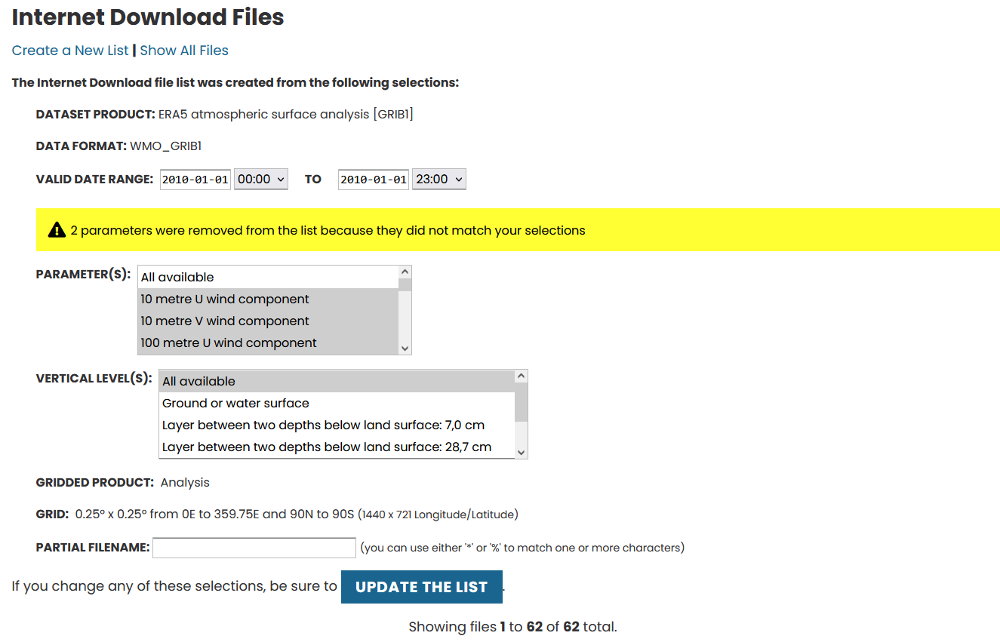 Internet Download Files
Create a New List | Show All Files
The Internet Download file list was created from the following selections:
DATASET PRODUCT: ERA5 atmospheric surface analysis [GRIB1]
DATA FORMAT: WMO_GRIB1
VALID DATE RANGE: 2010-01-01 00:00 TO 2010-01-01 23:00
2 parameters were removed from the list because they did not match your selections
PARAMETER(S): All available
10 metre U wind component
10 metre V wind component
100 metre U wind component
VERTICAL LEVEL(S): All available
Ground or water surface
Layer between two depths below land surface: 7,0 cm
Layer between two depths below land surface: 28,7 cm
GRIDDED PRODUCT: Analysis
GRID: 0.25° x 0.25° from 0E to 359.75E and 90N to 90S (1440 x 721 Longitude/Latitude)
PARTIAL FILENAME: (you can use either '*' or '%' to match one or more characters)
If you change any of these selections, be sure to UPDATE THE LIST.
Showing files 1 to 62 of 62 total.